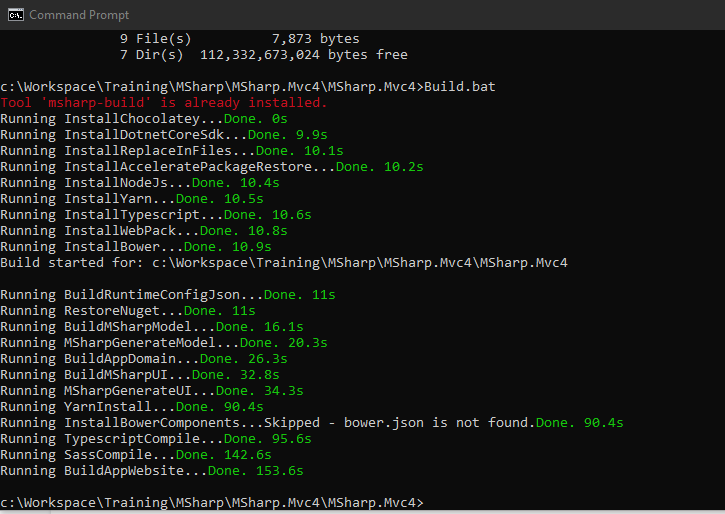 Command Prompt
9 File(s) 7,873 bytes
7 Dir(s) 112,332,673,024 bytes free
c:\Workspace\Training\MSharp\MSharp.Mvc4\MSharp.Mvc4>Build.bat
Tool 'msharp-build' is already installed.
Running InstallChocolatey...Done. 0s
Running InstallDotnetCoreSdk...Done. 9.9s
Running InstallReplaceInFiles...Done. 10.1s
Running InstallAcceleratePackageRestore...Done. 10.2s
Running InstallNodeJs...Done. 10.4s
Running InstallYarn...Done. 10.5s
Running InstallTypescript...Done. 10.6s
Running InstallWebPack...Done. 10.8s
Running InstallBower...Done. 10.9s
Build started for: c:\Workspace\Training\MSharp\MSharp.Mvc4\MSharp.Mvc4
Running BuildRuntimeConfigJson...Done. 11s
Running RestoreNuget...Done. 11s
Running BuildMSharpModel...Done. 16.1s
Running MSharpGenerateModel...Done. 20.3s
Running BuildAppDomain...Done. 26.3s
Running BuildMSharpUI...Done. 32.8s
Running MSharpGenerateUI...Done. 34.3s
Running YarnInstall...Done. 90.4s
Running InstallBowerComponents...Skipped - bower.json is not found.Done. 90.4s
Running TypescriptCompile...Done. 95.6s
Running SassCompile...Done. 142.6s
Running BuildAppWebsite...Done. 153.6s
c:\Workspace\Training\MSharp\MSharp.Mvc4\MSharp.Mvc4>